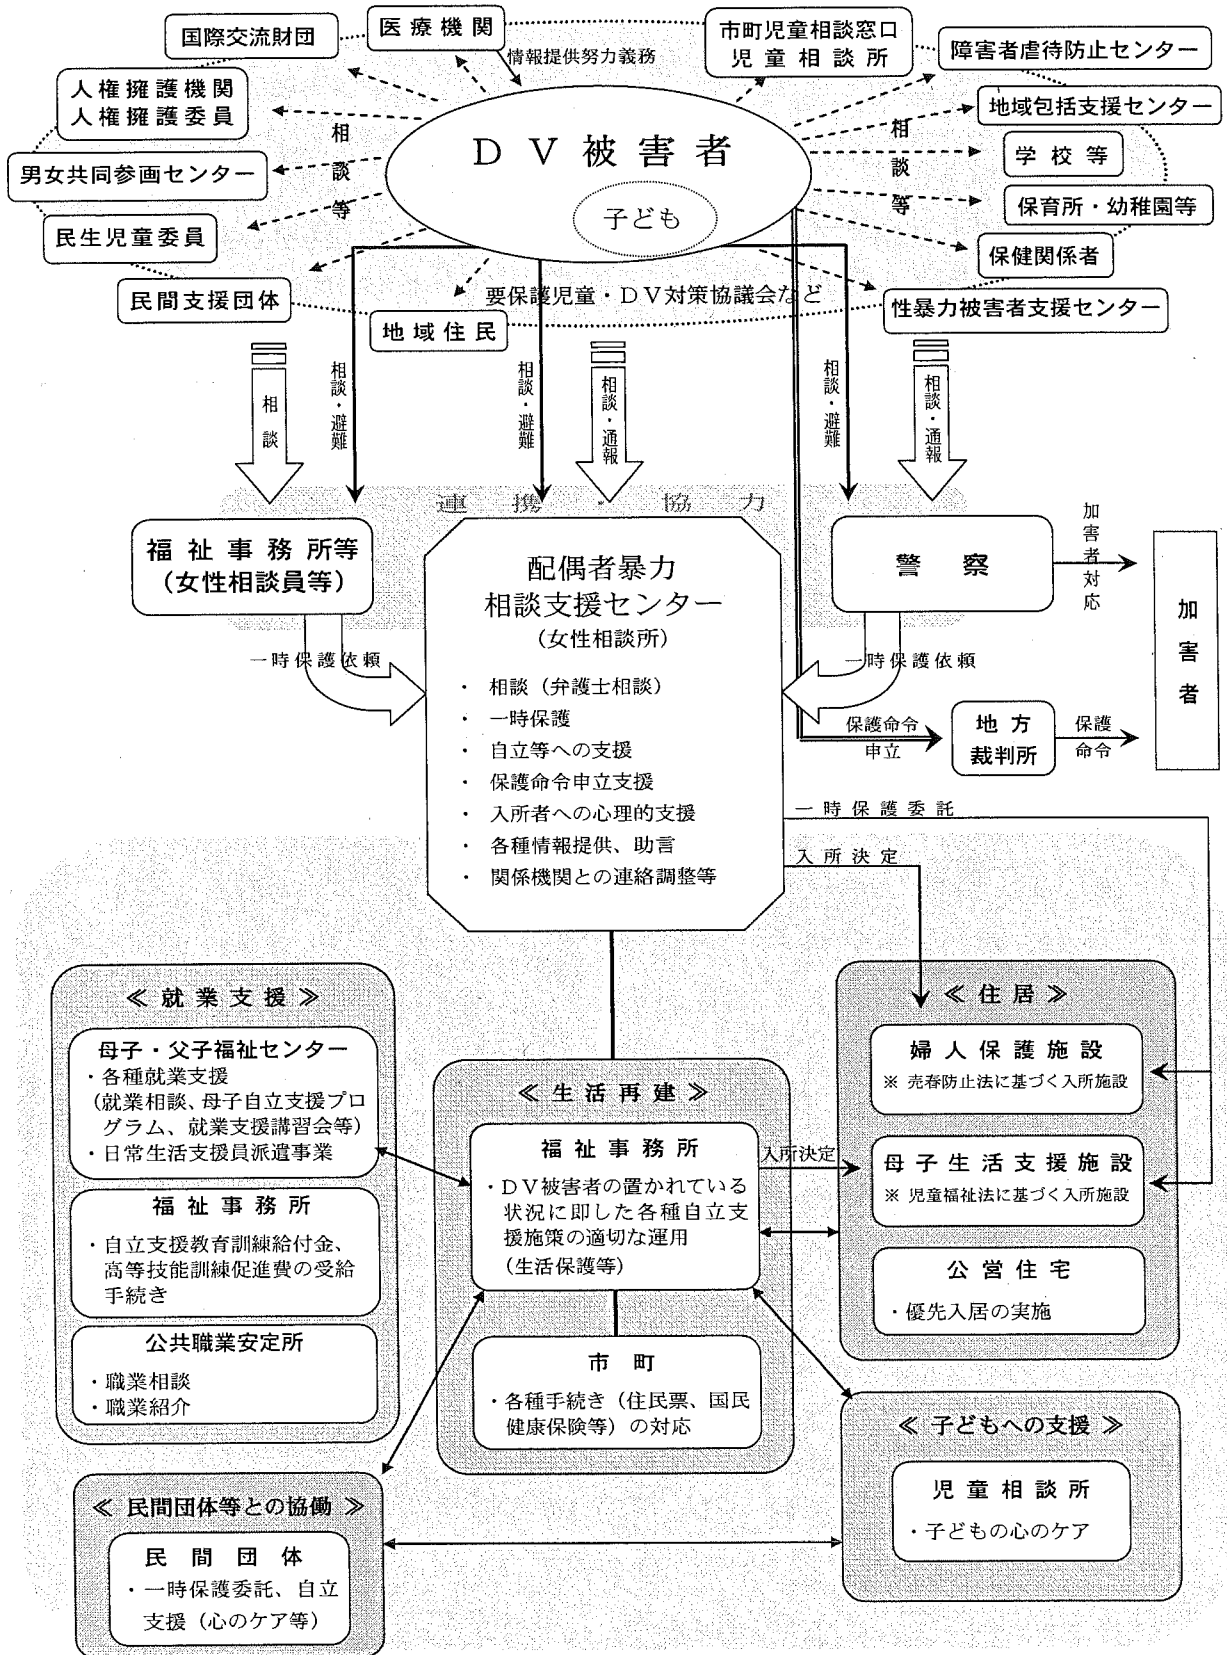 国際交流財団
医療機関
情報提供努力義務
市町児童相談窓口
児童相談所
障害者虐待防止センター
人権擁護機関
人権擁護委員
地域包括支援センター
相談等
DV被害者
相談等
学校等
男女共同参画センター
子ども
保育所・幼稚園等
民生児童委員
保健関係者
民間支援団体
要保護児童・DV対策協議会など
性暴力被害者支援センター
地域住民
相談
相談・避難
相談・避難
相談・通報
相談・避難
相談・通報
連携・協力
福祉事務所等
(女性相談員等)
配偶者暴力
相談支援センター
(女性相談所)
警察
加害者対応
加害者
一時保護依頼
一時保護依頼
・ 相談(弁護士相談)
・ 一時保護
・ 自立等への支援
・ 保護命令申立支援
・ 入所者への心理的支援
・ 各種情報提供、助言
・ 関係機関との連絡調整等
保護命令
申立
地方
裁判所
保護
命令
一時保護委託
入所決定
≪就業支援≫
母子・父子福祉センター
・各種就業支援
(就業相談、母子自立支援プロ
グラム、就業支援講習会等)
・日常生活支援員派遣事業
福祉事務所
・自立支援教育訓練給付金、
高等技能訓練促進費の受給
手続き
公共職業安定所
・職業相談
・職業紹介
≪生活再建≫
福祉事務所
・DV被害者の置かれている
状況に即した各種自立支
援施策の適切な運用
(生活保護等)
市町
・各種手続き(住民票、国民
健康保険等)の対応
入所決定
≪住居≫
婦人保護施設
※ 売春防止法に基づく入所施設
母子生活支援施設
※ 児童福祉法に基づく入所施設
公営住宅
・優先入居の実施
≪子どもへの支援≫
児童相談所
・子どもの心のケア
≪民間団体等との協働≫
民間団体
・一時保護委託、自立
支援(心のケア等)